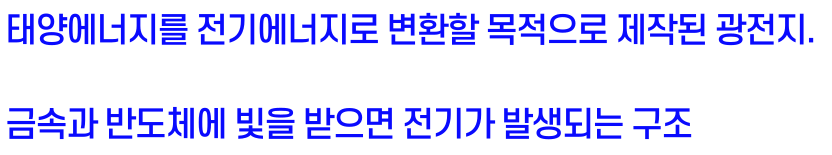 태양에너지를 전기에너지로 변환할 목적으로 제작된 광전지.
금속과 반도체에 빛을 받으면 전기가 발생되는 구조